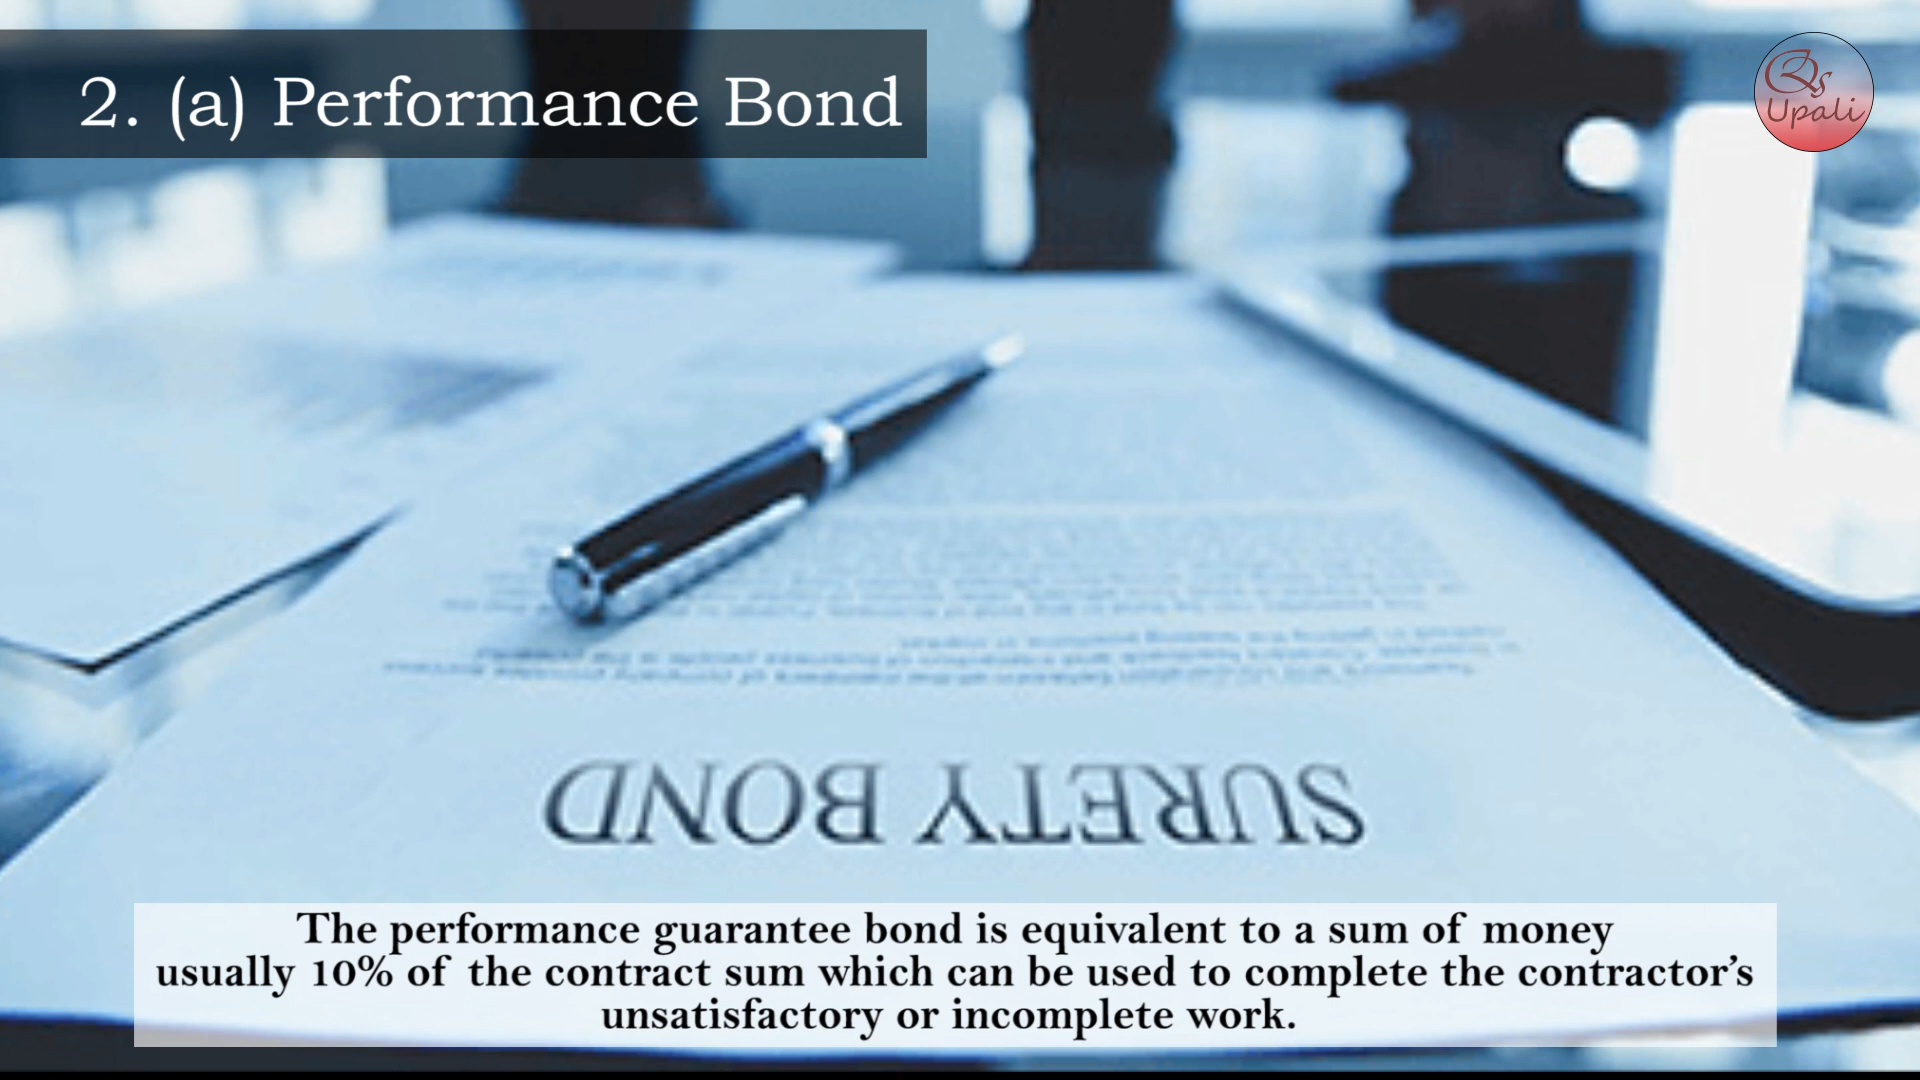 2. (a) Performance Bond
Qs
Upali
SURETY BOND
The performance guarantee bond is equivalent to a sum of money
usually 10% of the contract sum which can be used to complete the contractor’s
unsatisfactory or incomplete work.